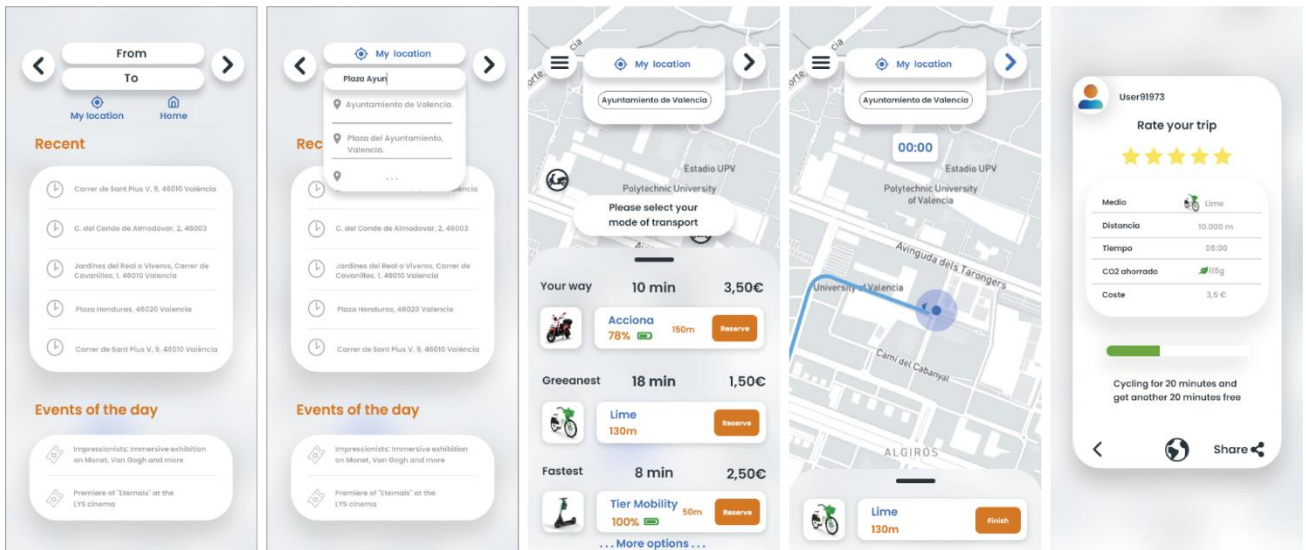 From
To
My location
Home
Recent
Carrer de Sant Pius V, 9, 46010 València
C. del Conde de Almodovar, 2, 46003
Jardines del Real o Viveros, Carrer de
Cavanilles, 1, 46010 Valencia
Plaza Honduras, 46020 Valencia
Carrer de Sant Pius V, 9, 46010 València
Events of the day
Impressionists: Immersive exhibition
on Monet, Van Gogh and more
Premiere of "Eternals" at the
LYS cinema
My location
Plaza Ayun
Ayuntamiento de Valencia.
Plaza del Ayuntamiento,
Valencia.
...
Rec
encia
C. del Conde de Almodovar, 2, 46003
Jardines del Real o Viveros, Carrer de
Cavanilles, 1, 46010 Valencia
Plaza Honduras, 46020 Valencia
Carrer de Sant Pius V, 9, 46010 València
Events of the day
Impressionists: Immersive exhibition
on Monet, Van Gogh and more
Premiere of "Eternals" at the
LYS cinema
cia
orte
My location
Ayuntamiento de Valencia
Estadio UPV
Polytechnic University
Please select your
mode of transport
Your way 10 min 3,50€
Acciona
78% 150m Reserve
Greeanest 18 min 1,50€
Lime
130m Reserve
Fastest 8 min 2,50€
Tier Mobility
100% 50m Reserve
... More options ...
cia
orte
My location
Ayuntamiento de Valencia
00:00
Estadio UPV
Polytechnic University
of Valencia
Avinguda dels Tarongers
University of Valencia
Camí del Cabanyal
ALGIROS
Lime
130m
Finish
User91973
Rate your trip
Medio Lime
Distancia 10.000 m
Tiempo 05:00
CO2 ahorrado 115g
Coste 3,5 €
Cycling for 20 minutes and
get another 20 minutes free
Share